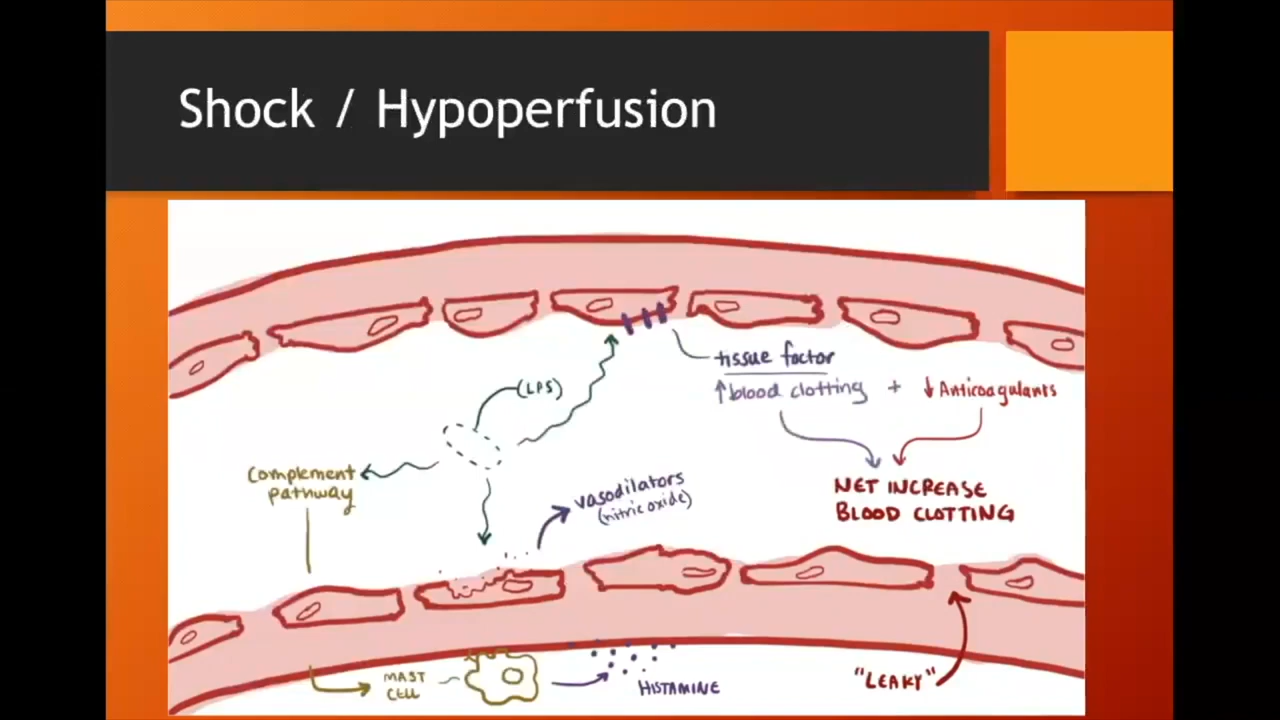 Shock / Hypoperfusion
tissue factor
↑blood clotting + ↓Anticoagulants
(LPS)
Complement
pathway
NET INCREASE
BLOOD CLOTTING
vasodilators
(nitric oxide)
MAST
CELL
HISTAMINE
"LEAKY"